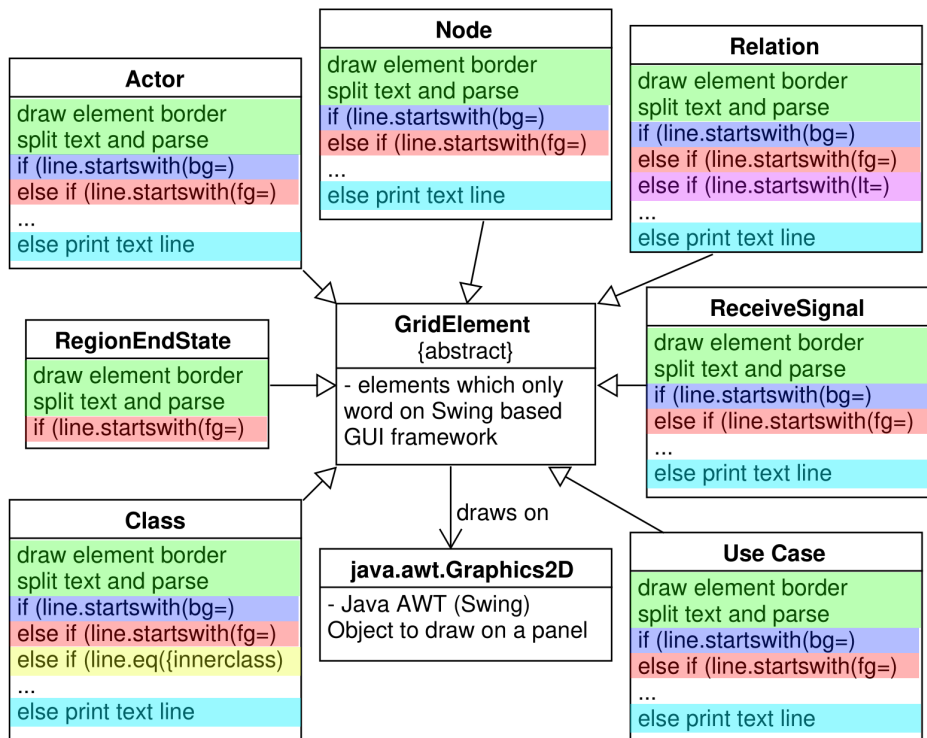 Node
draw element border
split text and parse
if (line.startswith(bg=)
else if (line.startswith(fg=)
...
else print text line
Actor
draw element border
split text and parse
if (line.startswith(bg=)
else if (line.startswith(fg=)
...
else print text line
Relation
draw element border
split text and parse
if (line.startswith(bg=)
else if (line.startswith(fg=)
else if (line.startswith(lt=)
...
else print text line
RegionEndState
draw element border
split text and parse
if (line.startswith(fg=)
GridElement
{abstract}
- elements which only
word on Swing based
GUI framework
ReceiveSignal
draw element border
split text and parse
if (line.startswith(bg=)
else if (line.startswith(fg=)
...
else print text line
Class
draw element border
split text and parse
if (line.startswith(bg=)
else if (line.startswith(fg=)
else if (line.eq({innerclass)
...
else print text line
draws on
java.awt.Graphics2D
- Java AWT (Swing)
Object to draw on a panel
Use Case
draw element border
split text and parse
if (line.startswith(bg=)
else if (line.startswith(fg=)
...
else print text line